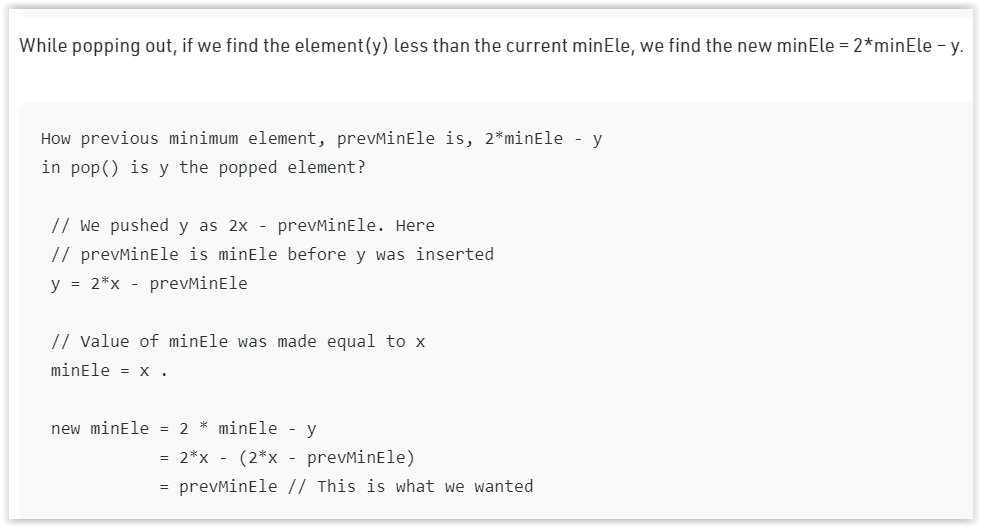 While popping out, if we find the element(y) less than the current minEle, we find the new minEle = 2*minEle – y.
How previous minimum element, prevMinEle is, 2*minEle - y
in pop() is y the popped element?
// We pushed y as 2x - prevMinEle. Here
// prevMinEle is minEle before y was inserted
y = 2*x - prevMinEle
// Value of minEle was made equal to x
minEle = x .
new minEle = 2 * minEle - y
= 2*x - (2*x - prevMinEle)
= prevMinEle // This is what we wanted